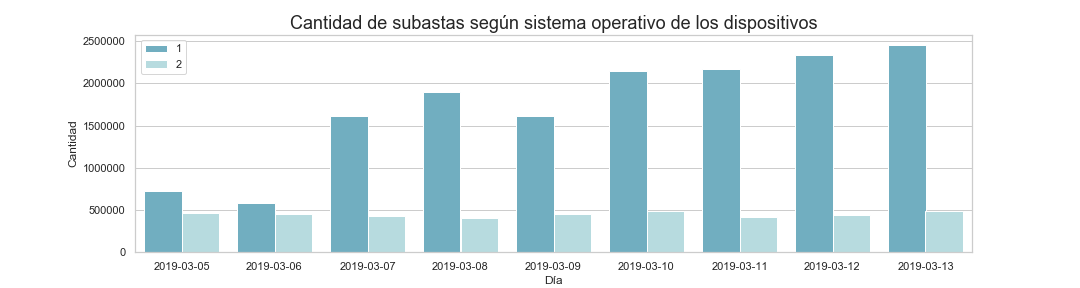 Cantidad de subastas según sistema operativo de los dispositivos
1
2
2500000
2000000
1500000
1000000
500000
0
Cantidad
2019-03-05 2019-03-06 2019-03-07 2019-03-08 2019-03-09 2019-03-10 2019-03-11 2019-03-12 2019-03-13
Día